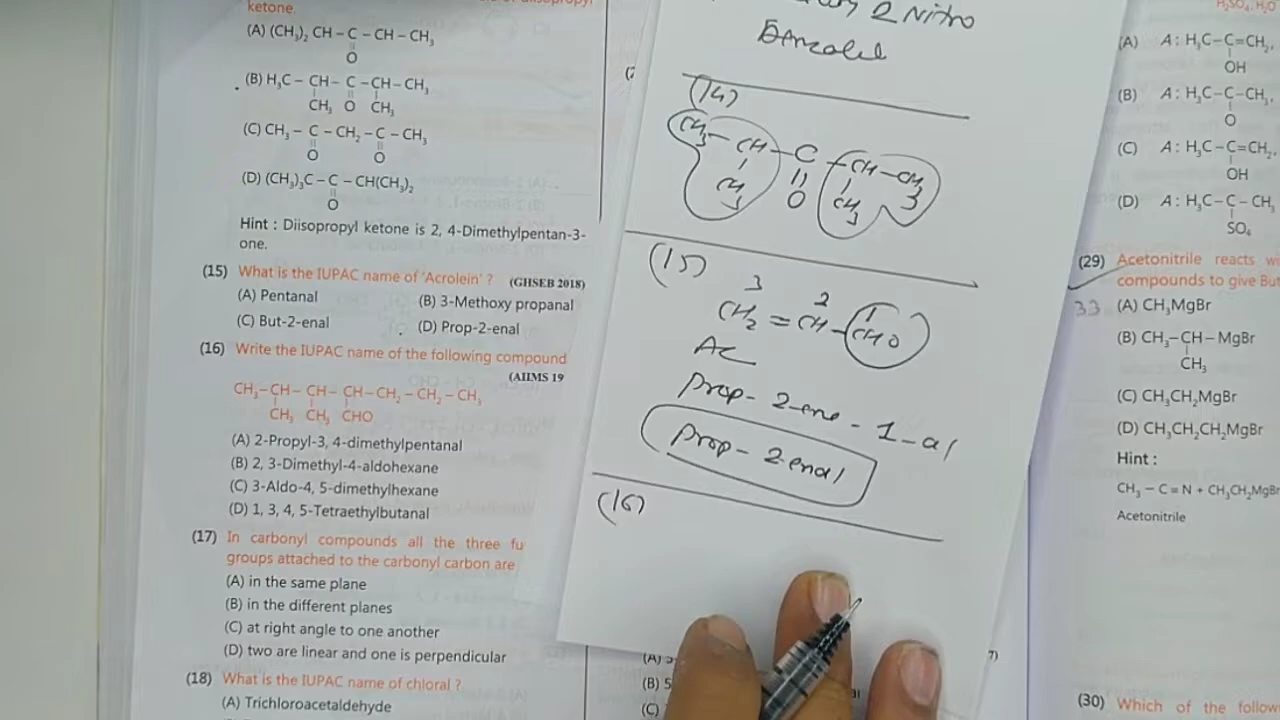 ketone
(A) (CH₃)₂ CH – C – CH – CH₃
O
(B) H₃C – CH – C – CH – CH₃
CH₃ O CH₃
(C) CH₃ – C – CH₂ – C – CH₃
O O
(D) (CH₃)₃C – C – CH(CH₃)₂
O
Hint : Diisopropyl ketone is 2, 4-Dimethylpentan-3-
one.
(15) What is the IUPAC name of 'Acrolein' ? (GHSEB 2018)
(A) Pentanal (B) 3-Methoxy propanal
(C) But-2-enal (D) Prop-2-enal
(16) Write the IUPAC name of the following compound
(AIIMS 19
CH₃–CH – CH – CH – CH₂ – CH₂ – CH₃
CH₃ CH₃ CHO
(A) 2-Propyl-3, 4-dimethylpentanal
(B) 2, 3-Dimethyl-4-aldohexane
(C) 3-Aldo-4, 5-dimethylhexane
(D) 1, 3, 4, 5-Tetraethylbutanal
(17) In carbonyl compounds all the three fu
groups attached to the carbonyl carbon are
(A) in the same plane
(B) in the different planes
(C) at right angle to one another
(D) two are linear and one is perpendicular
(18) What is the IUPAC name of chloral ?
(A) Trichloroacetaldehyde
2 Nitro
(14)
CH₃ – CH – C – CH – CH₃
CH₃ O CH₃
(15)
3 2 1
CH₂ = CH – CHO
AC
Prop - 2-ene - 1-al
Prop - 2-enal
(16)
(B) 5
(C)
7)
H₂SO₄, H₂O
(A) A : H₃C–C=CH₂,
OH
(B) A : H₃C–C–CH₃,
O
(C) A : H₃C–C=CH₂,
OH
(D) A : H₃C–C – CH₃
SO₄
(29) Acetonitrile reacts wi
compounds to give But
33 (A) CH₃MgBr
(B) CH₃–CH – MgBr
CH₃
(C) CH₃CH₂MgBr
(D) CH₃CH₂CH₂MgBr
Hint :
CH₃ – C ≡ N + CH₃CH₂MgBr
Acetonitrile
(30) Which of the follow